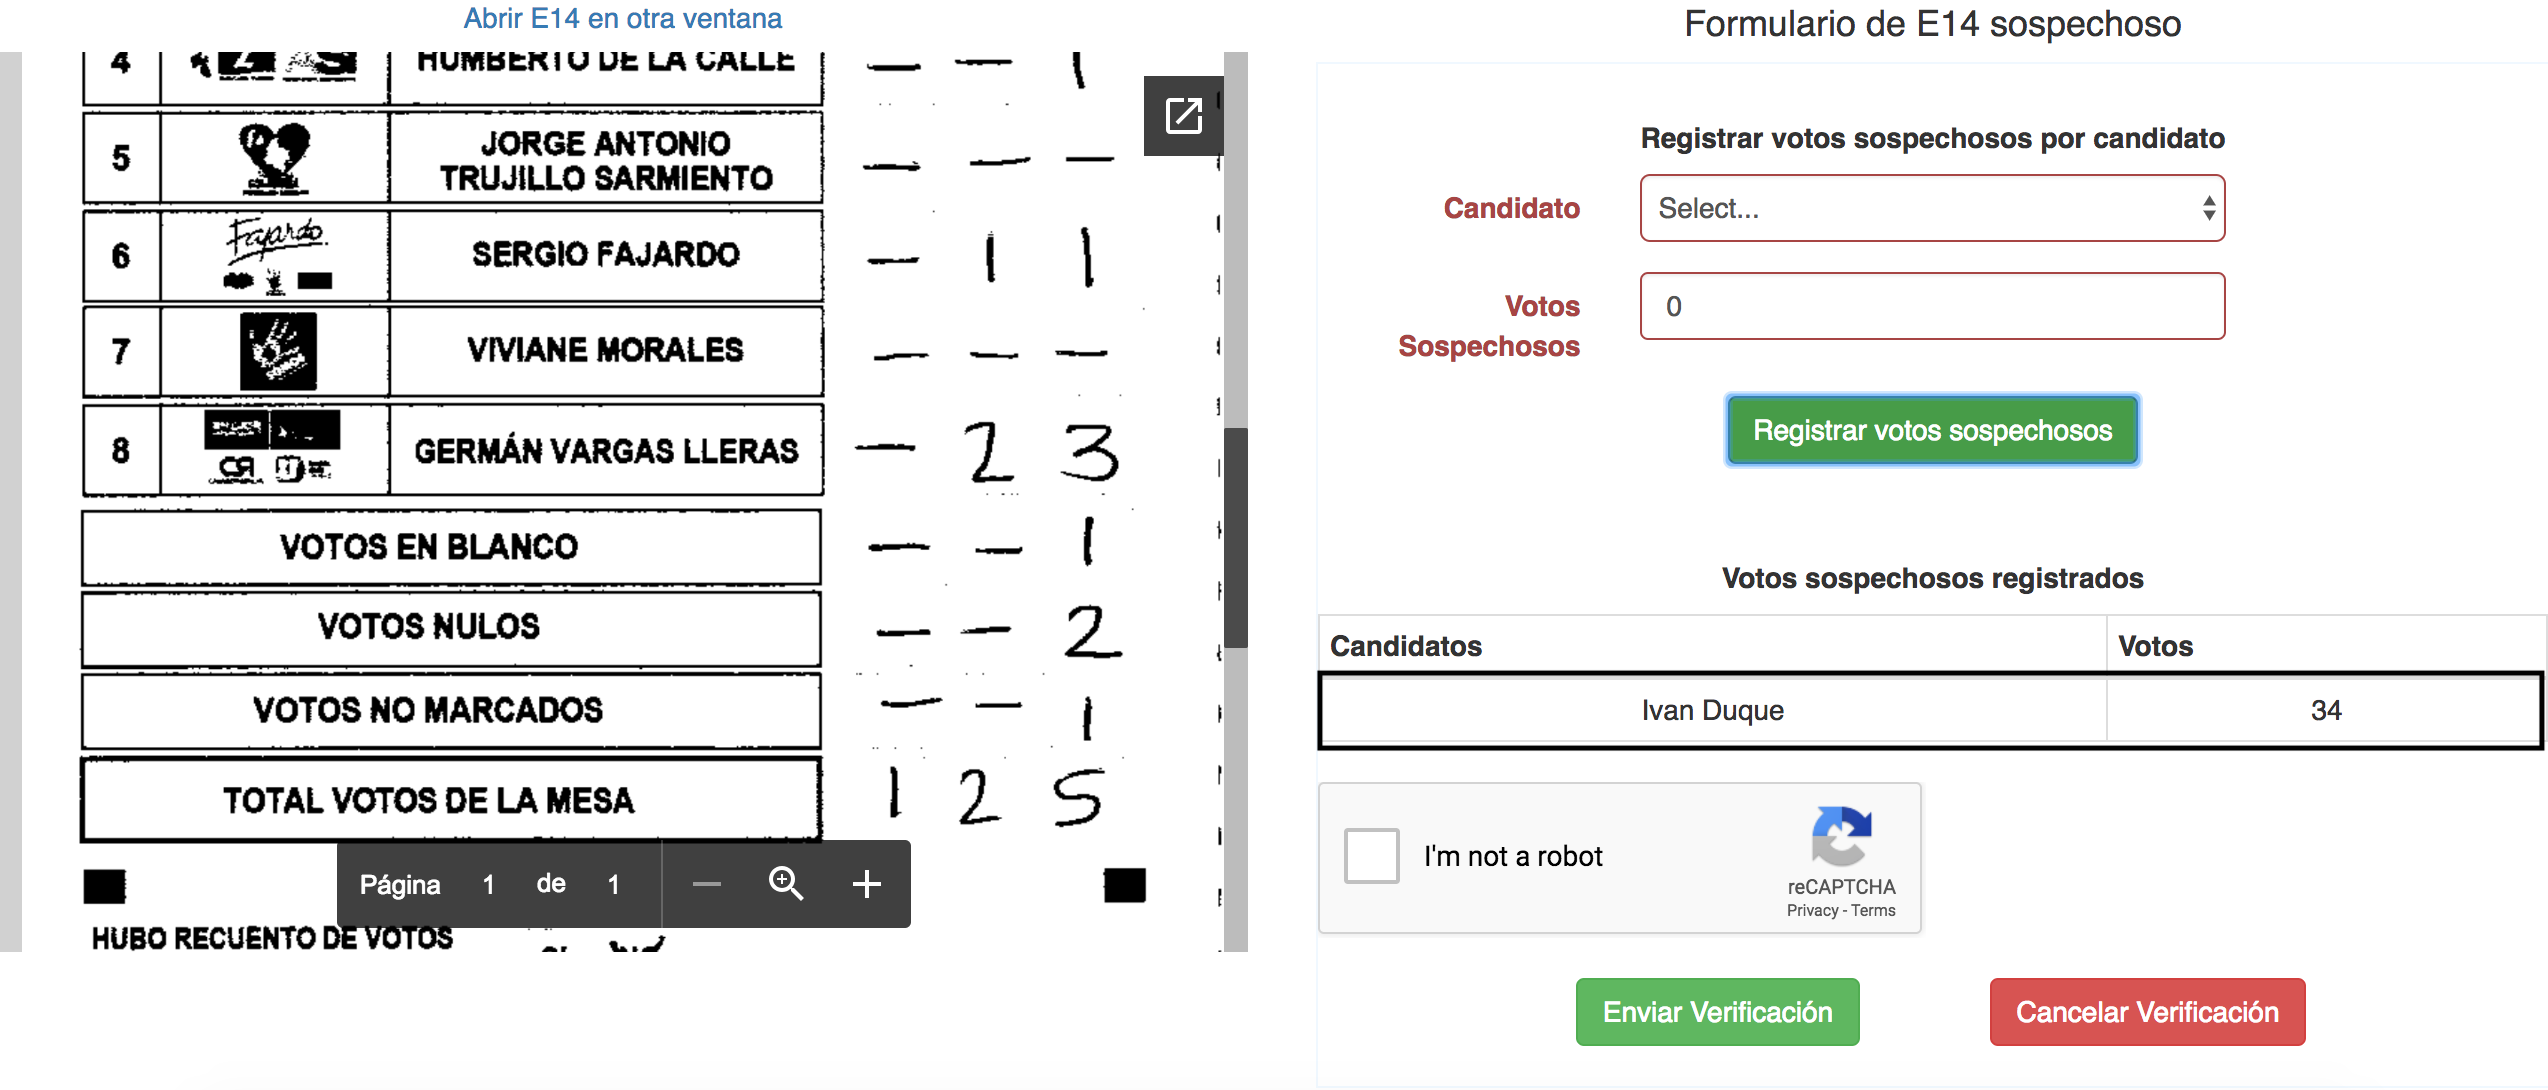 Abrir E14 en otra ventana
4 HUMBERTO DE LA CALLE — — 1
5 JORGE ANTONIO
TRUJILLO SARMIENTO — — —
6 Fajardo SERGIO FAJARDO — 1 1
7 VIVIANE MORALES — — —
8 GERMÁN VARGAS LLERAS — 2 3
VOTOS EN BLANCO — — 1
VOTOS NULOS — — 2
VOTOS NO MARCADOS — — 1
TOTAL VOTOS DE LA MESA 1 2 5
Página 1 de 1
HUBO RECUENTO DE VOTOS
Formulario de E14 sospechoso
Registrar votos sospechosos por candidato
Candidato Select...
Votos
Sospechosos 0
Registrar votos sospechosos
Votos sospechosos registrados
Candidatos Votos
Ivan Duque 34
I'm not a robot
reCAPTCHA
Privacy - Terms
Enviar Verificación Cancelar Verificación